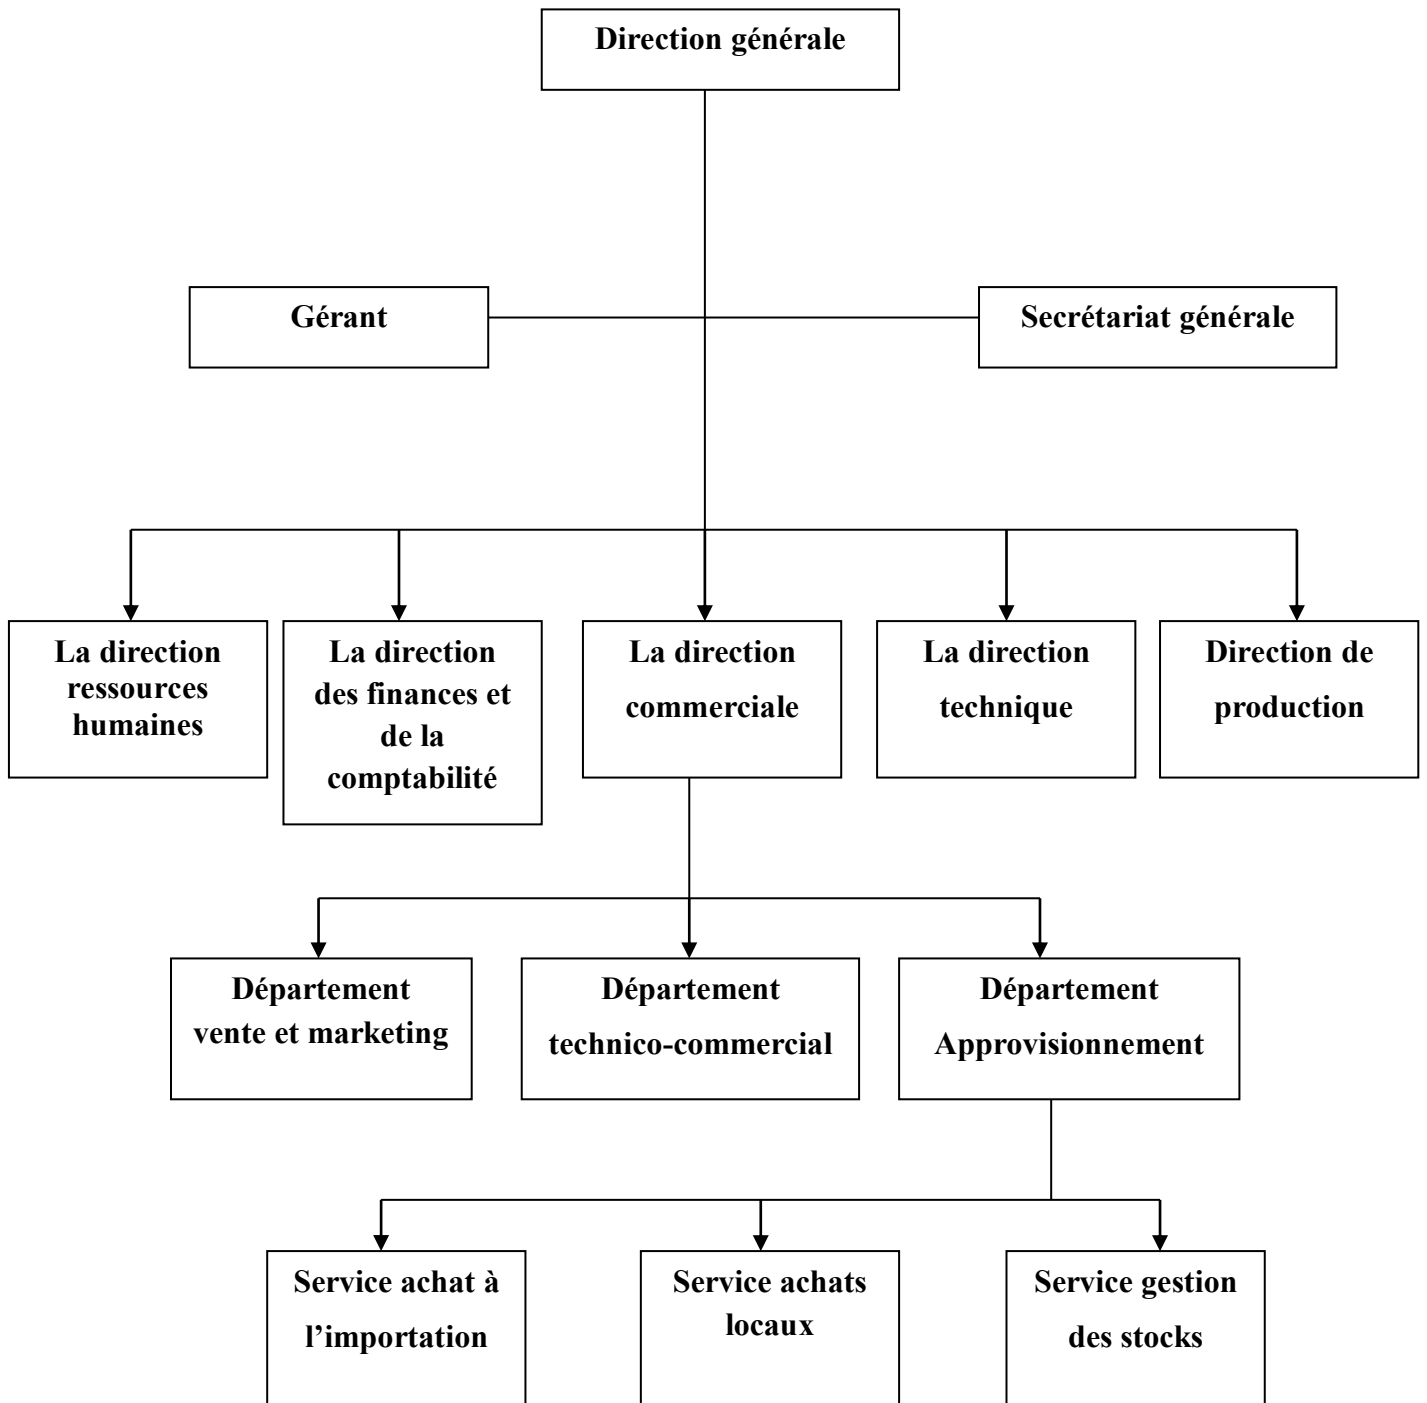 Direction générale
Gérant
Secrétariat générale
La direction
ressources
humaines
La direction
des finances et
de la
comptabilité
La direction
commerciale
La direction
technique
Direction de
production
Département
vente et marketing
Département
technico-commercial
Département
Approvisionnement
Service achat à
l’importation
Service achats
locaux
Service gestion
des stocks